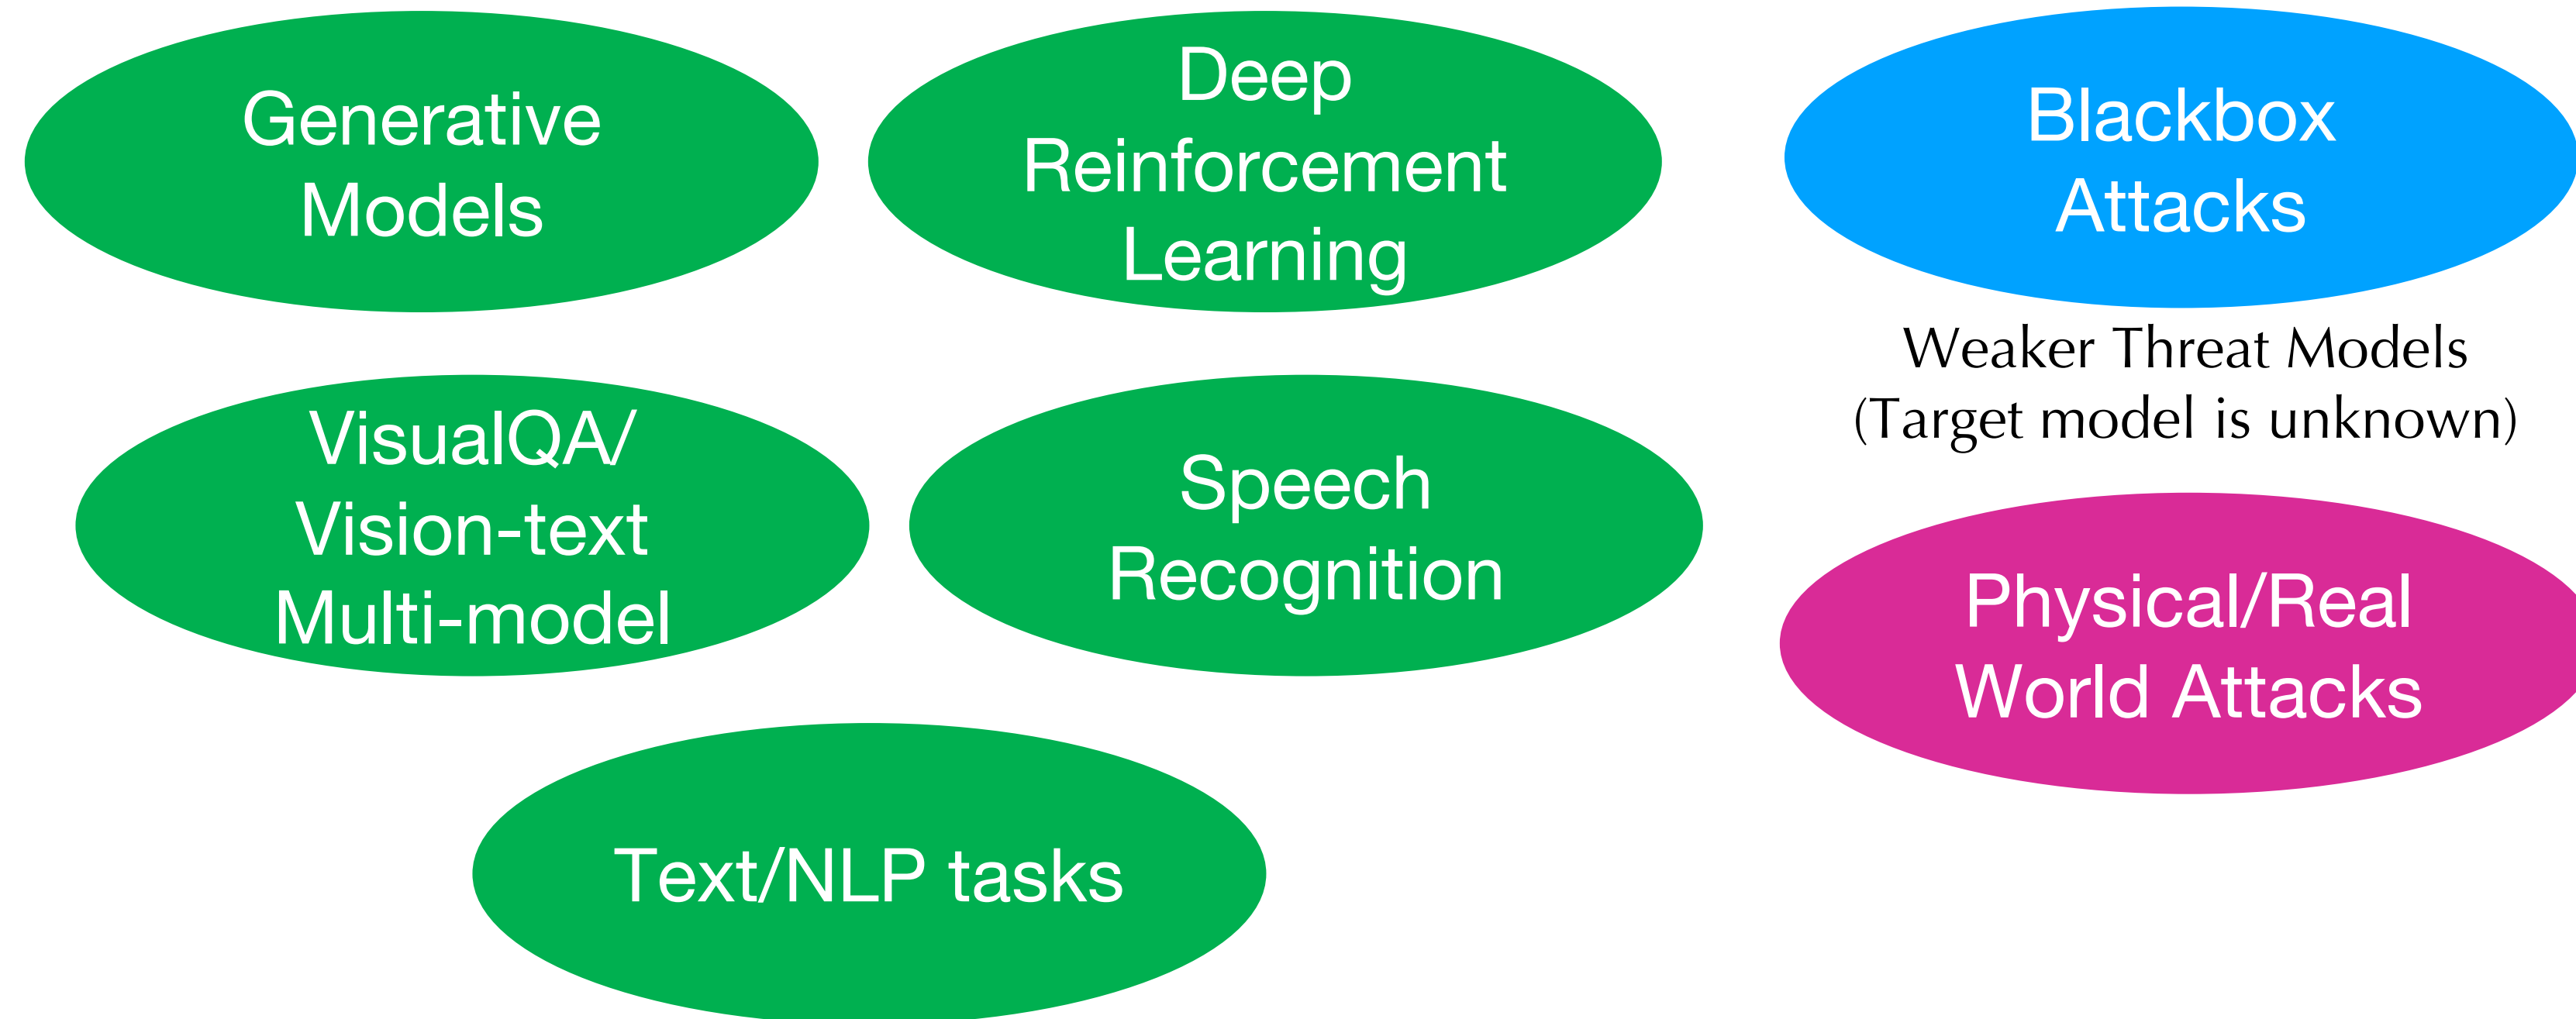 Generative
Models
Deep
Reinforcement
Learning
Blackbox
Attacks
Weaker Threat Models
(Target model is unknown)
VisualQA/
Vision-text
Multi-model
Speech
Recognition
Physical/Real
World Attacks
Text/NLP tasks